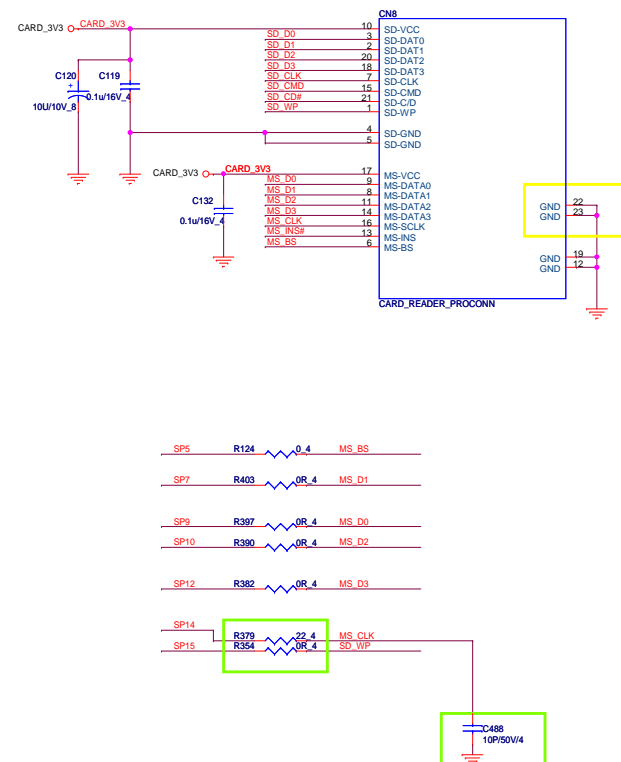 CN8
CARD_3V3 CARD_3V3 10 SD-VCC
SD_D0 3 SD-DAT0
SD_D1 2 SD-DAT1
SD_D2 20 SD-DAT2
SD_D3 18 SD-DAT3
SD_CLK 7 SD-CLK
SD_CMD 15 SD-CMD
SD_CD# 21 SD-C/D
SD_WP 1 SD-WP
C120 C119
+
10U/10V_8 0.1u/16V_4
4 SD-GND
5 SD-GND
CARD_3V3 CARD_3V3 17 MS-VCC
MS_D0 9 MS-DATA0
MS_D1 8 MS-DATA1
MS_D2 11 MS-DATA2
MS_D3 14 MS-DATA3
MS_CLK 16 MS-SCLK
MS_INS# 13 MS-INS
MS_BS 6 MS-BS
C132
0.1u/16V_4
GND 22
GND 23
GND 19
GND 12
CARD_READER_PROCONN
SP5 R124 0_4 MS_BS
SP7 R403 0R_4 MS_D1
SP9 R397 0R_4 MS_D0
SP10 R390 0R_4 MS_D2
SP12 R382 0R_4 MS_D3
SP14 R379 22_4 MS_CLK
SP15 R354 0R_4 SD_WP
C488
10P/50V/4